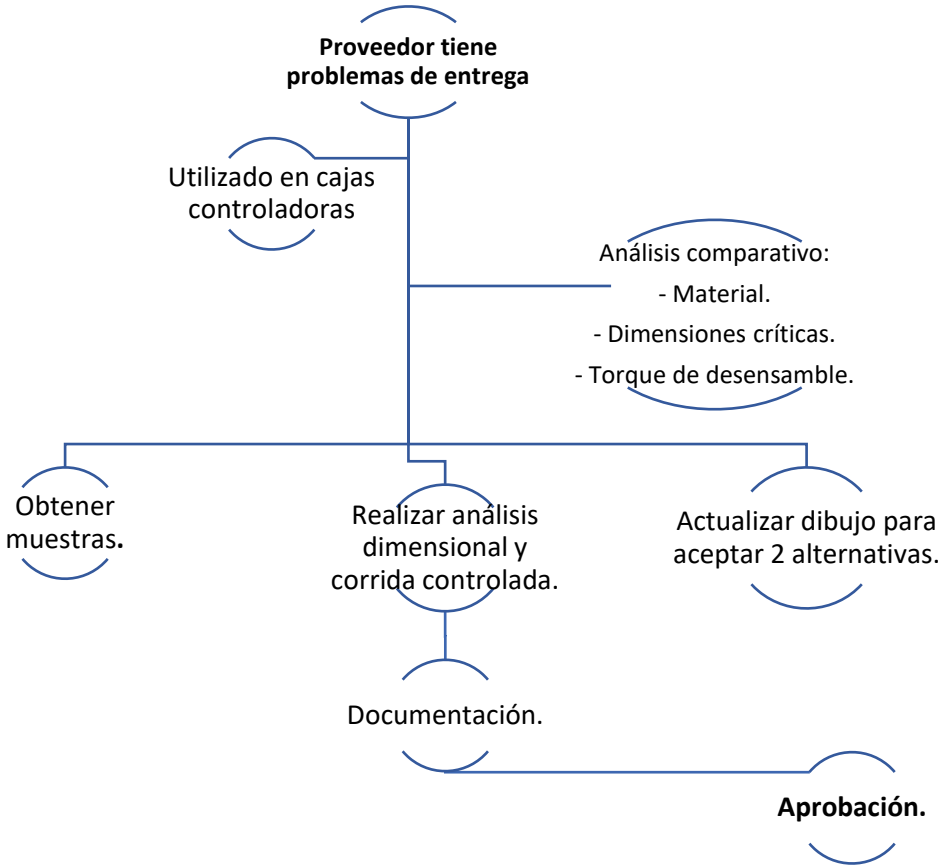 Proveedor tiene
problemas de entrega
Utilizado en cajas
controladoras
Análisis comparativo:
- Material.
- Dimensiones críticas.
- Torque de desensamble.
Obtener
muestras.
Realizar análisis
dimensional y
corrida controlada.
Actualizar dibujo para
aceptar 2 alternativas.
Documentación.
Aprobación.